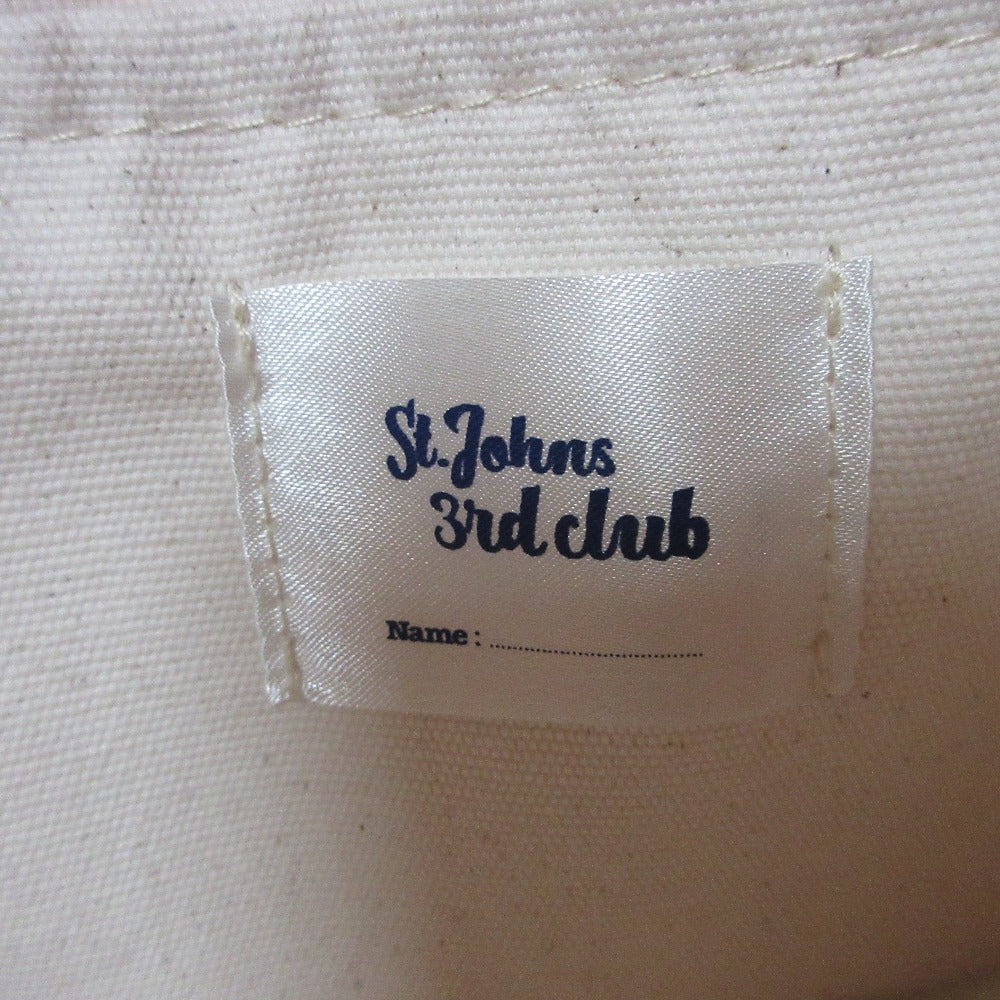 St. Johns
3rd club
Name : ........................................